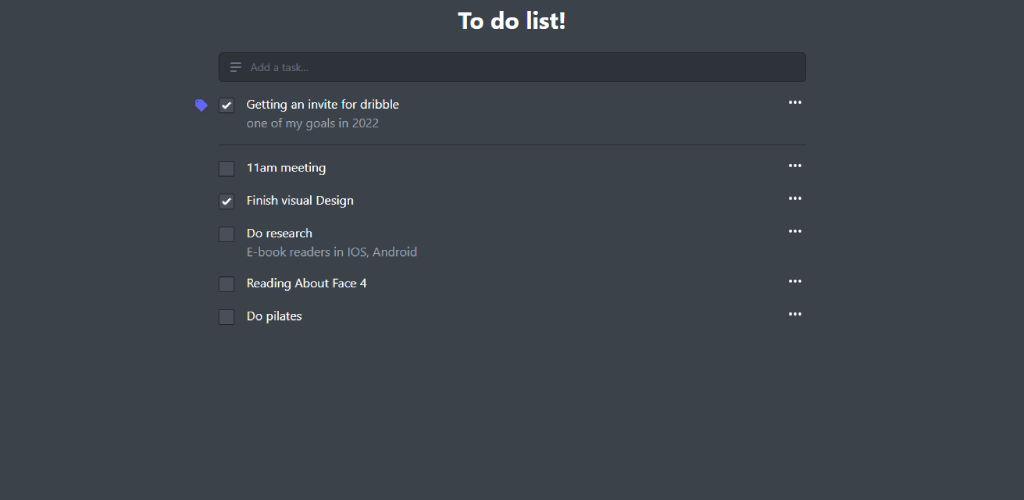 To do list!
Add a task...
Getting an invite for dribble
one of my goals in 2022
11am meeting
Finish visual Design
Do research
E-book readers in IOS, Android
Reading About Face 4
Do pilates